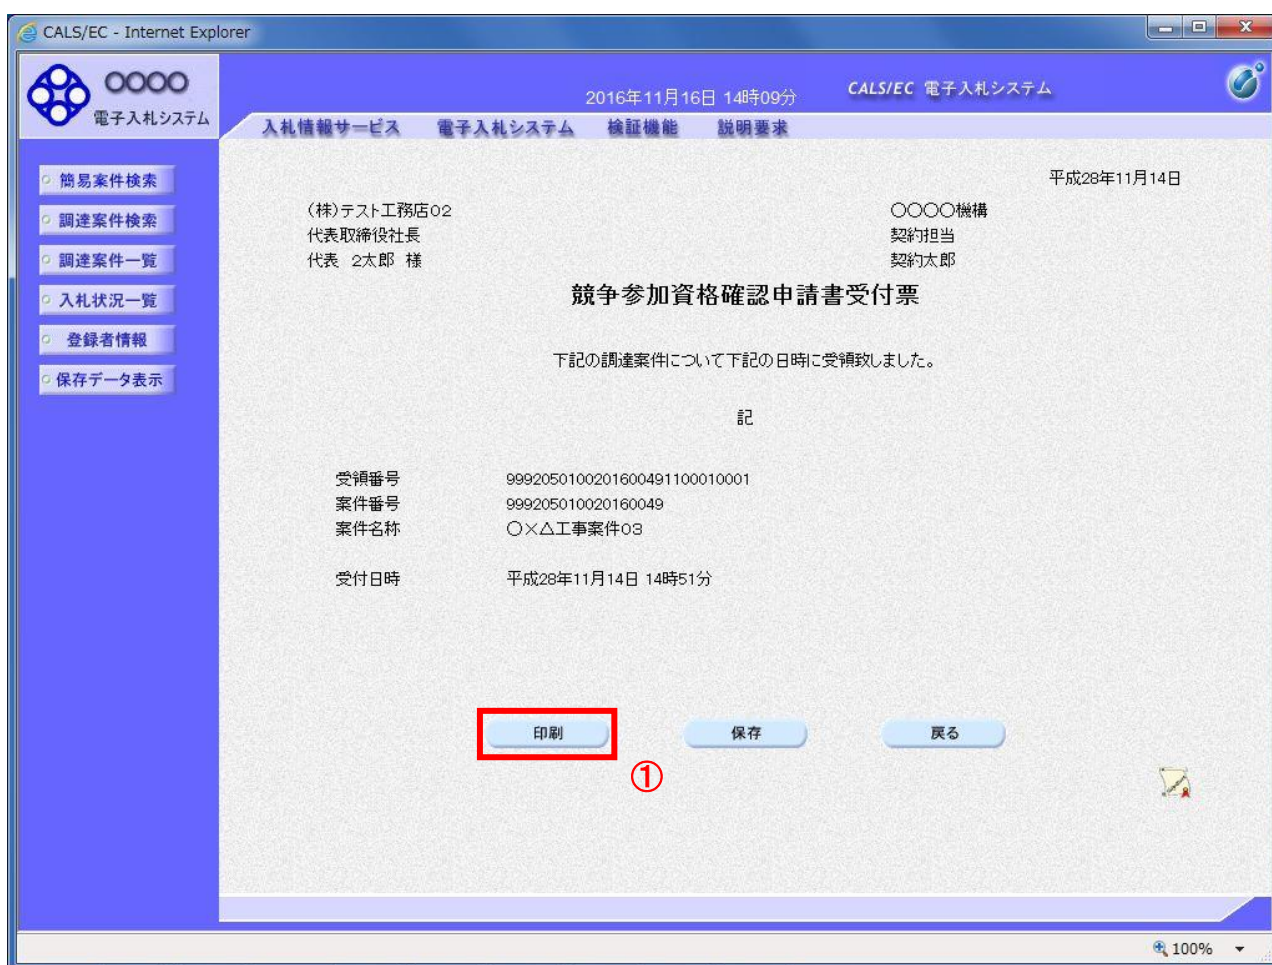 CALS/EC - Internet Explorer
〇〇〇〇
電子入札システム
2016年11月16日 14時09分
CALS/EC 電子入札システム
入札情報サービス 電子入札システム 検証機能 説明要求
簡易案件検索
調達案件検索
調達案件一覧
入札状況一覧
登録者情報
保存データ表示
平成28年11月14日
(株)テスト工務店02
代表取締役社長
代表 2太郎 様
〇〇〇〇機構
契約担当
契約太郎
競争参加資格確認申請書受付票
下記の調達案件について下記の日時に受領致しました。
記
受領番号 9992050100201600491100010001
案件番号 999205010020160049
案件名称 〇×△工事案件03
受付日時 平成28年11月14日 14時51分
印刷 保存 戻る
①
100%